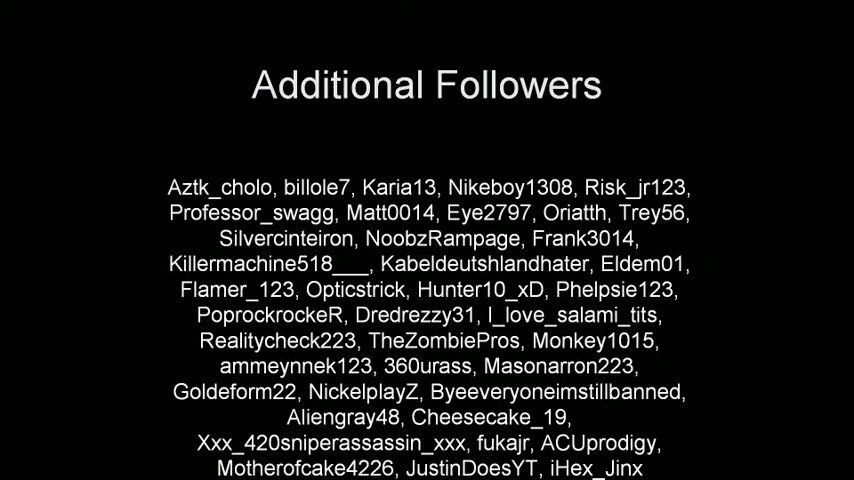 Additional Followers
Aztk_cholo, billole7, Karia13, Nikeboy1308, Risk_jr123,
Professor_swagg, Matt0014, Eye2797, Oriatth, Trey56,
Silvercinteiron, NoobzRampage, Frank3014,
Killermachine518___, Kabeldeutshlandhater, Eldem01,
Flamer_123, Opticstrick, Hunter10_xD, Phelpsie123,
PoprockrockeR, Dredrezzy31, I_love_salami_tits,
Realitycheck223, TheZombiePros, Monkey1015,
ammeynnek123, 360urass, Masonarron223,
Goldeform22, NickelplayZ, Byeeveryoneimstillbanned,
Aliengray48, Cheesecake_19,
Xxx_420sniperassassin_xxx, fukajr, ACUprodigy,
Motherofcake4226, JustinDoesYT, iHex_Jinx